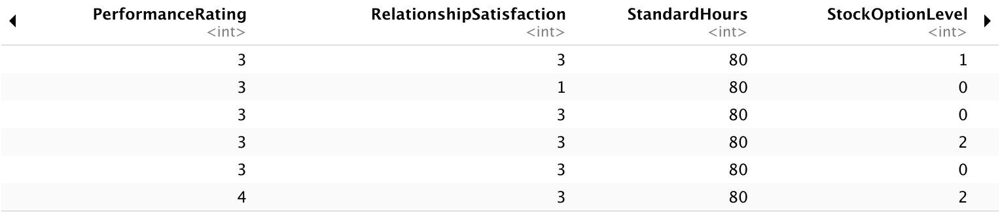 PerformanceRating RelationshipSatisfaction StandardHours StockOptionLevel
<int> <int> <int> <int>
3 3 80 1
3 1 80 0
3 3 80 0
3 3 80 2
3 3 80 0
4 3 80 2